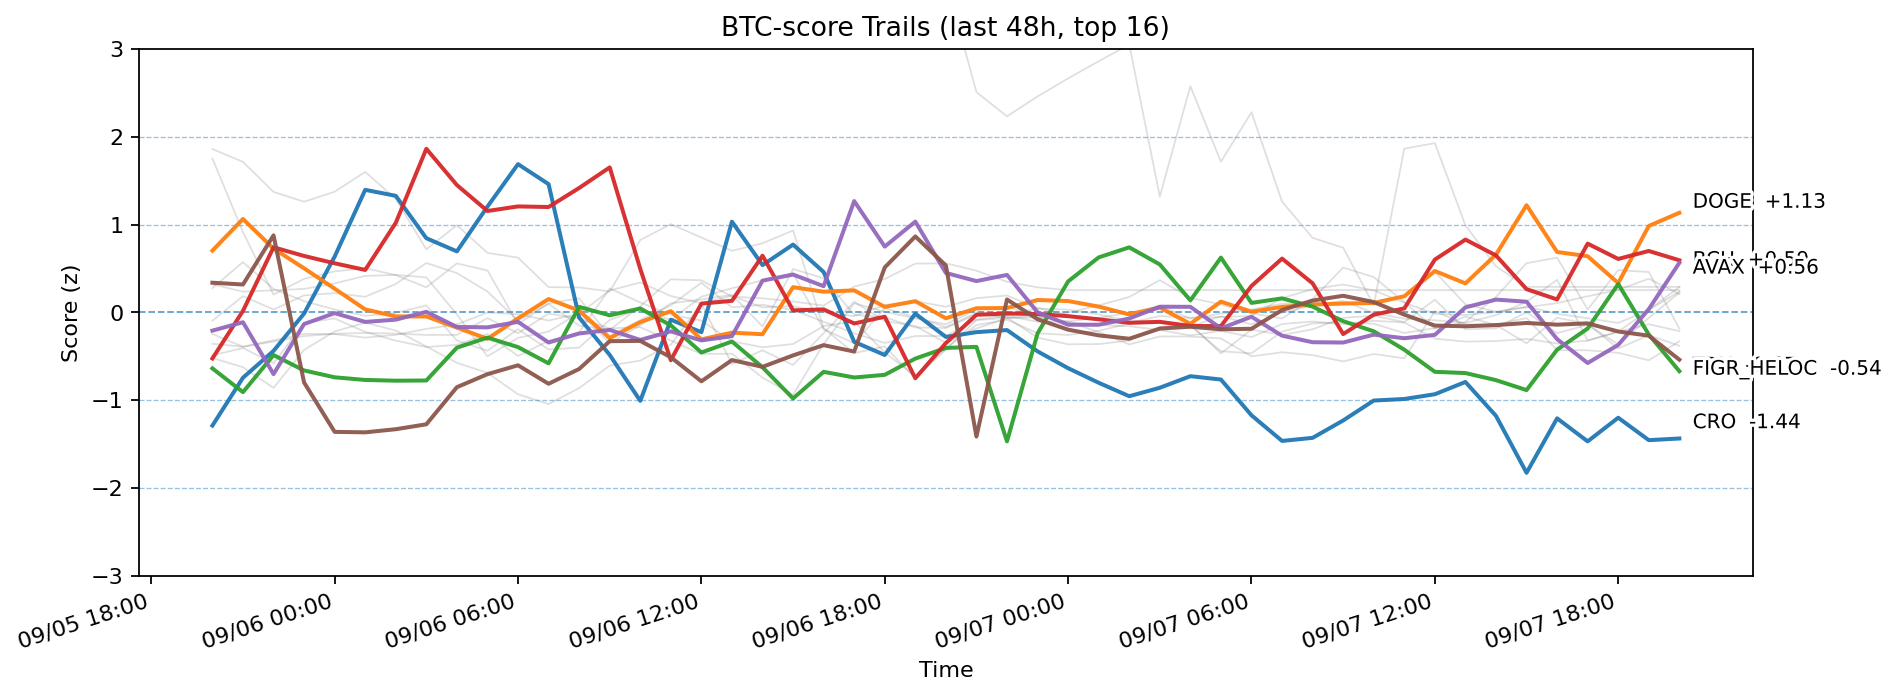 BTC-score Trails (last 48h, top 16)
3
2
1
0
−1
−2
−3
Score (z)
DOGE +1.13
AVAX +0.56
FIGR_HELOC -0.54
CRO -1.44
09/05 18:00
09/06 00:00
09/06 06:00
09/06 12:00
09/06 18:00
09/07 00:00
09/07 06:00
09/07 12:00
09/07 18:00
Time